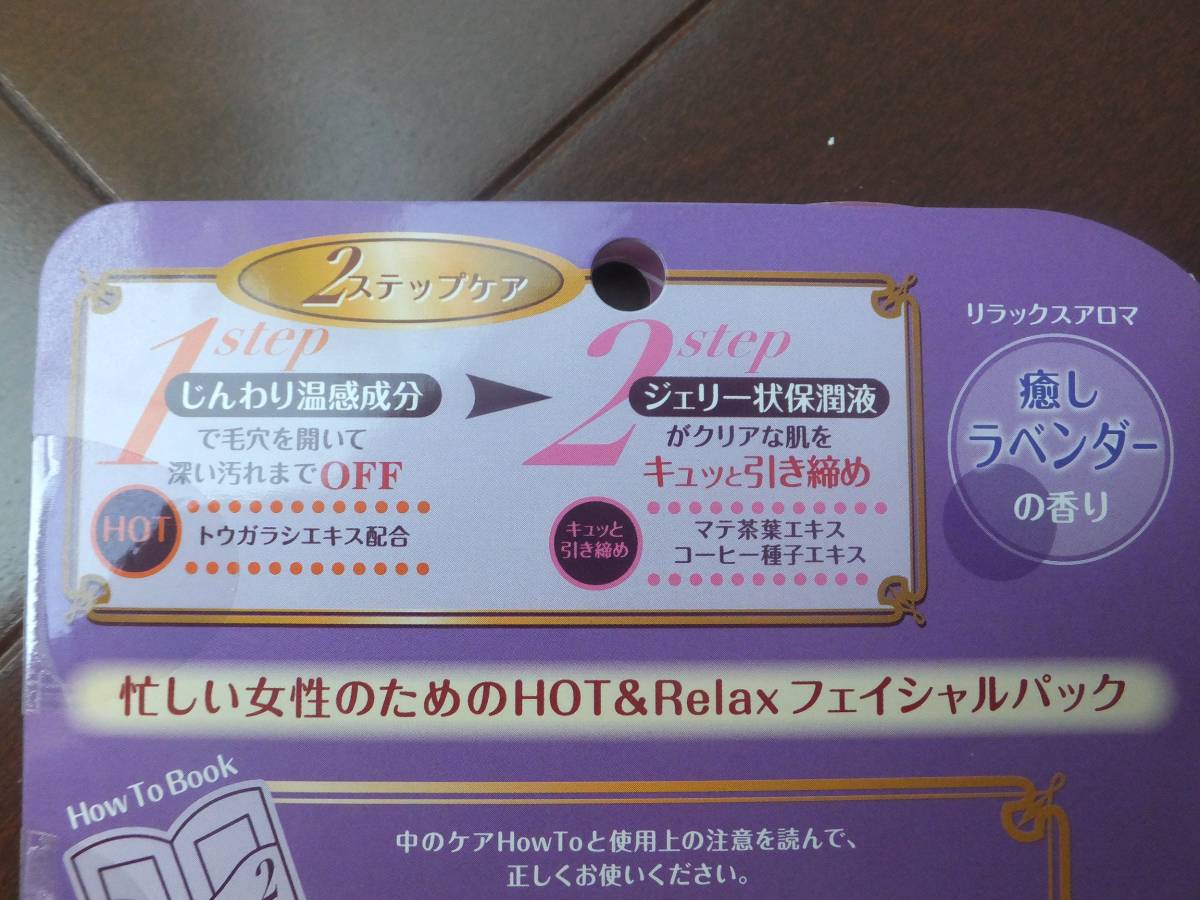 2ステップケア
1step
じんわり温感成分
で毛穴を開いて
深い汚れまでOFF
HOT
トウガラシエキス配合
2step
ジェリー状保潤液
がクリアな肌を
キュッと引き締め
キュッと
引き締め
マテ茶葉エキス
コーヒー種子エキス
リラックスアロマ
癒し
ラベンダー
の香り
忙しい女性のためのHOT&Relaxフェイシャルパック
How To Book
2
中のケアHowToと使用上の注意を読んで、
正しくお使いください。